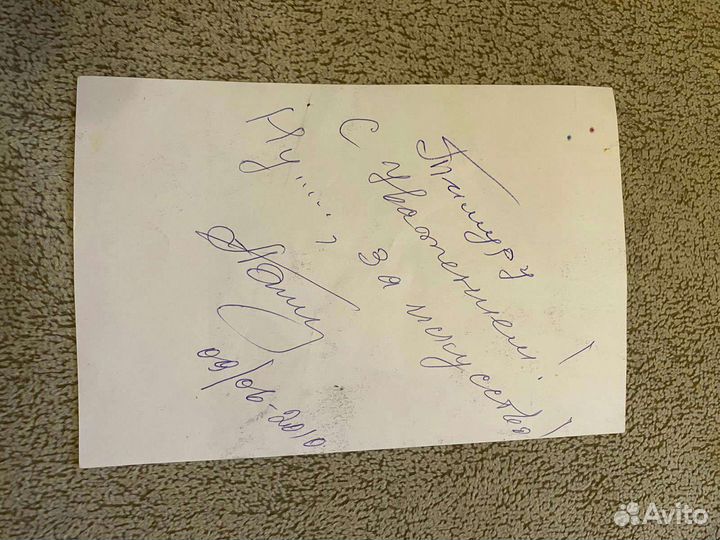 Тимуру
С уважением!
Ну....., за искусство!
09/06-2010
Avito